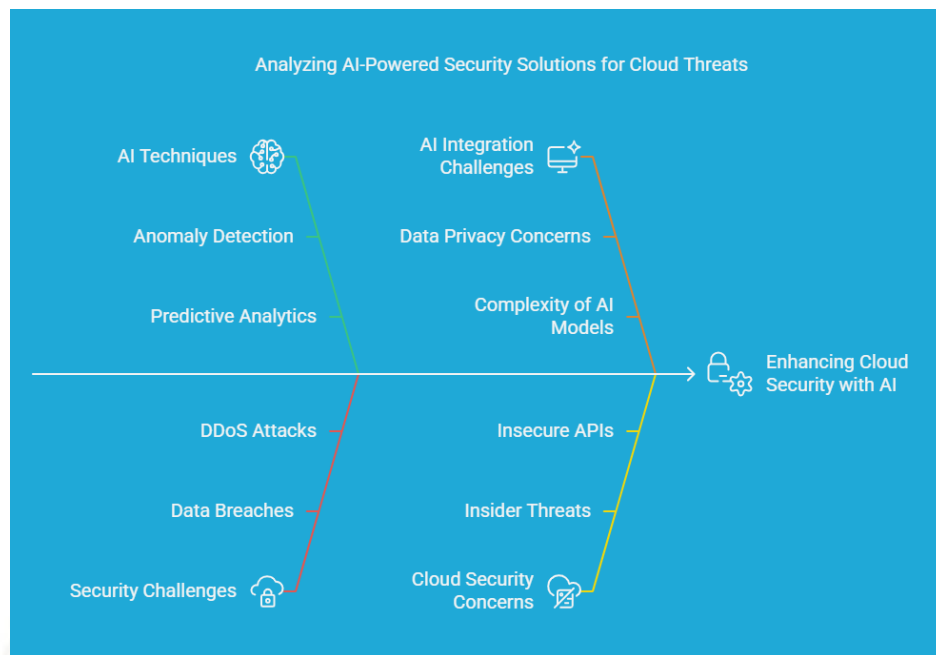 Analyzing AI-Powered Security Solutions for Cloud Threats
AI Techniques
Anomaly Detection
Predictive Analytics
AI Integration
Challenges
Data Privacy Concerns
Complexity of AI
Models
Enhancing Cloud
Security with AI
DDoS Attacks
Data Breaches
Security Challenges
Insecure APIs
Insider Threats
Cloud Security
Concerns